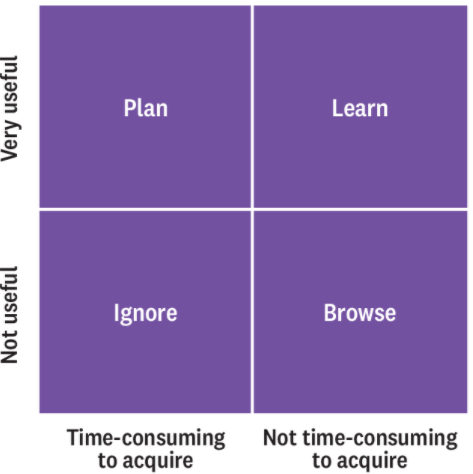 Very useful
Plan
Learn
Not useful
Ignore
Browse
Time-consuming
to acquire
Not time-consuming
to acquire